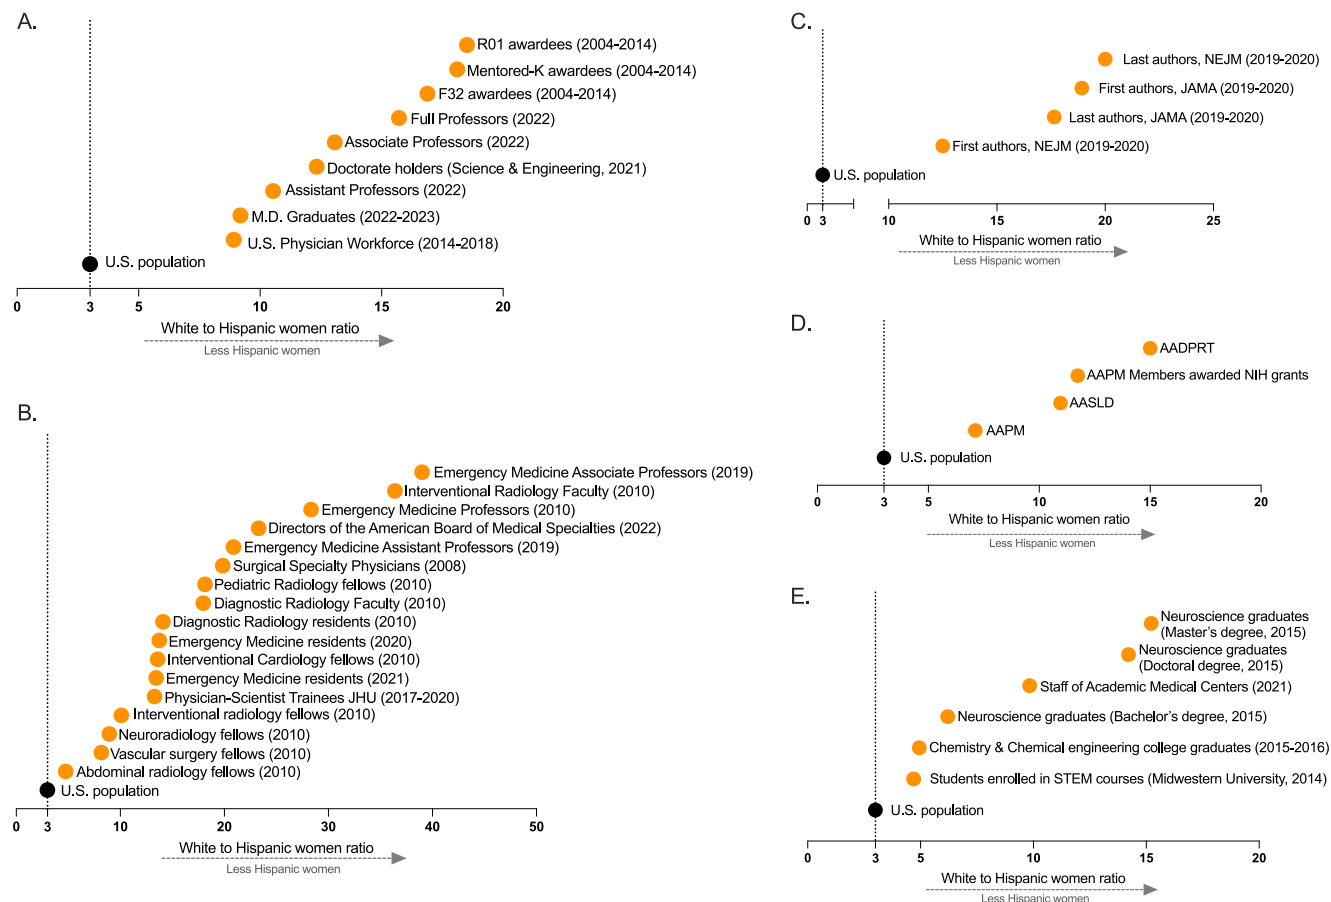 A.
R01 awardees (2004-2014)
Mentored-K awardees (2004-2014)
F32 awardees (2004-2014)
Full Professors (2022)
Associate Professors (2022)
Doctorate holders (Science & Engineering, 2021)
Assistant Professors (2022)
M.D. Graduates (2022-2023)
U.S. Physician Workforce (2014-2018)
U.S. population
0 3 5 10 15 20
White to Hispanic women ratio
Less Hispanic women
B.
Emergency Medicine Associate Professors (2019)
Interventional Radiology Faculty (2010)
Emergency Medicine Professors (2010)
Directors of the American Board of Medical Specialties (2022)
Emergency Medicine Assistant Professors (2019)
Surgical Specialty Physicians (2008)
Pediatric Radiology fellows (2010)
Diagnostic Radiology Faculty (2010)
Diagnostic Radiology residents (2010)
Emergency Medicine residents (2020)
Interventional Cardiology fellows (2010)
Emergency Medicine residents (2021)
Physician-Scientist Trainees JHU (2017-2020)
Interventional radiology fellows (2010)
Neuroradiology fellows (2010)
Vascular surgery fellows (2010)
Abdominal radiology fellows (2010)
U.S. population
0 3 10 20 30 40 50
White to Hispanic women ratio
Less Hispanic women
C.
Last authors, NEJM (2019-2020)
First authors, JAMA (2019-2020)
Last authors, JAMA (2019-2020)
First authors, NEJM (2019-2020)
U.S. population
0 3 10 15 20 25
White to Hispanic women ratio
Less Hispanic women
D.
AADPRT
AAPM Members awarded NIH grants
AASLD
AAPM
U.S. population
0 3 5 10 15 20
White to Hispanic women ratio
Less Hispanic women
E.
Neuroscience graduates
(Master's degree, 2015)
Neuroscience graduates
(Doctoral degree, 2015)
Staff of Academic Medical Centers (2021)
Neuroscience graduates (Bachelor's degree, 2015)
Chemistry & Chemical engineering college graduates (2015-2016)
Students enrolled in STEM courses (Midwestern University, 2014)
U.S. population
0 3 5 10 15 20
White to Hispanic women ratio
Less Hispanic women